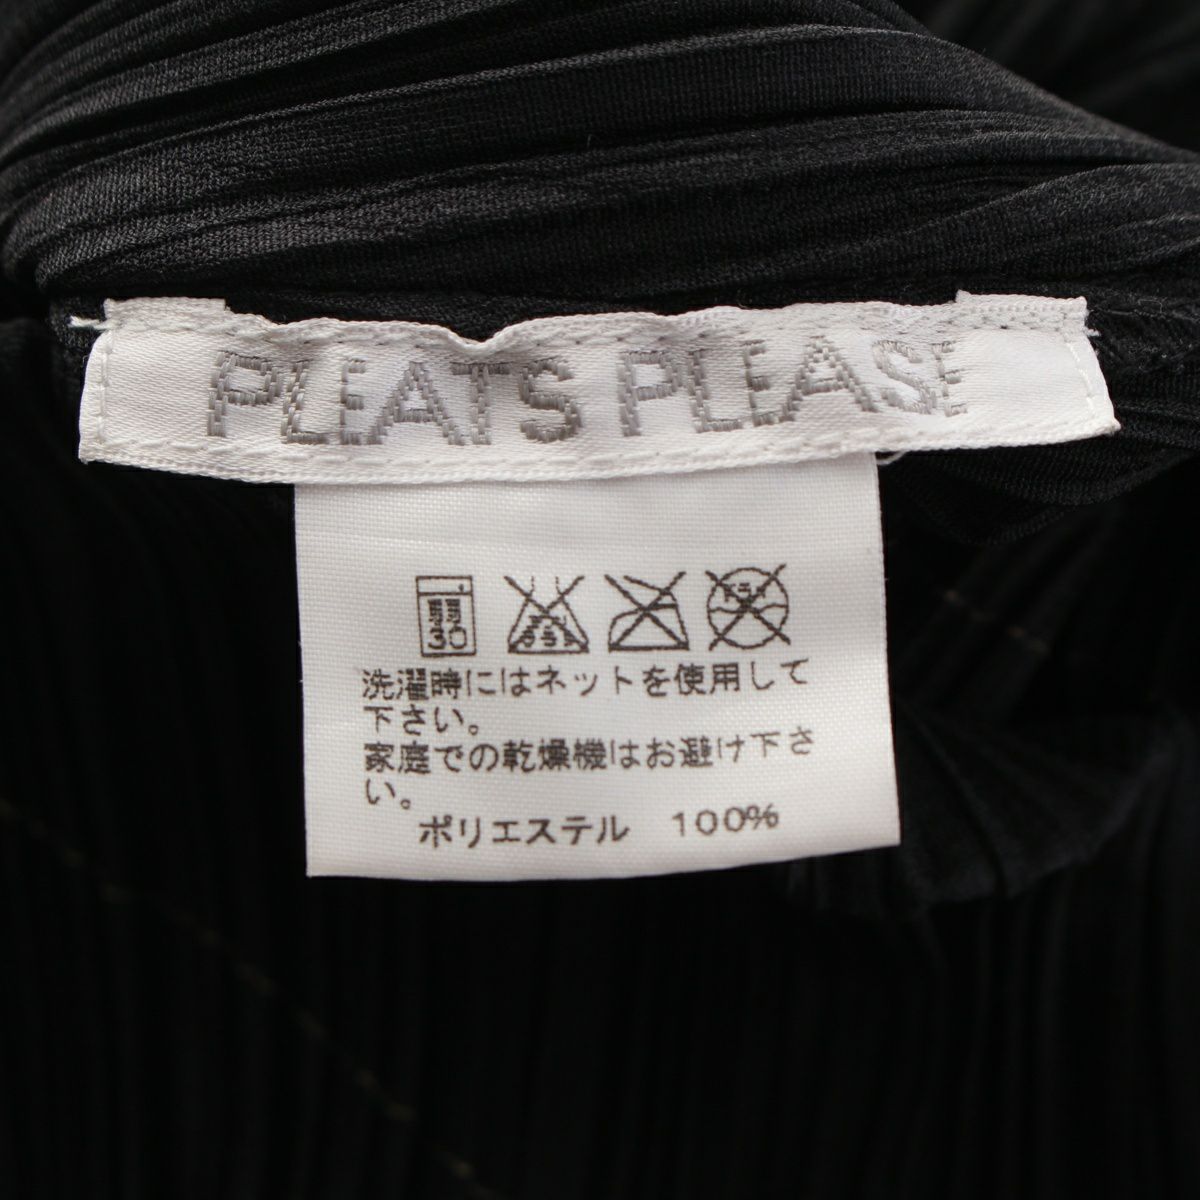 PLEATS PLEASE
洗濯時にはネットを使用して
下さい。
家庭での乾燥機はお避け下さ
い。
ポリエステル 100%